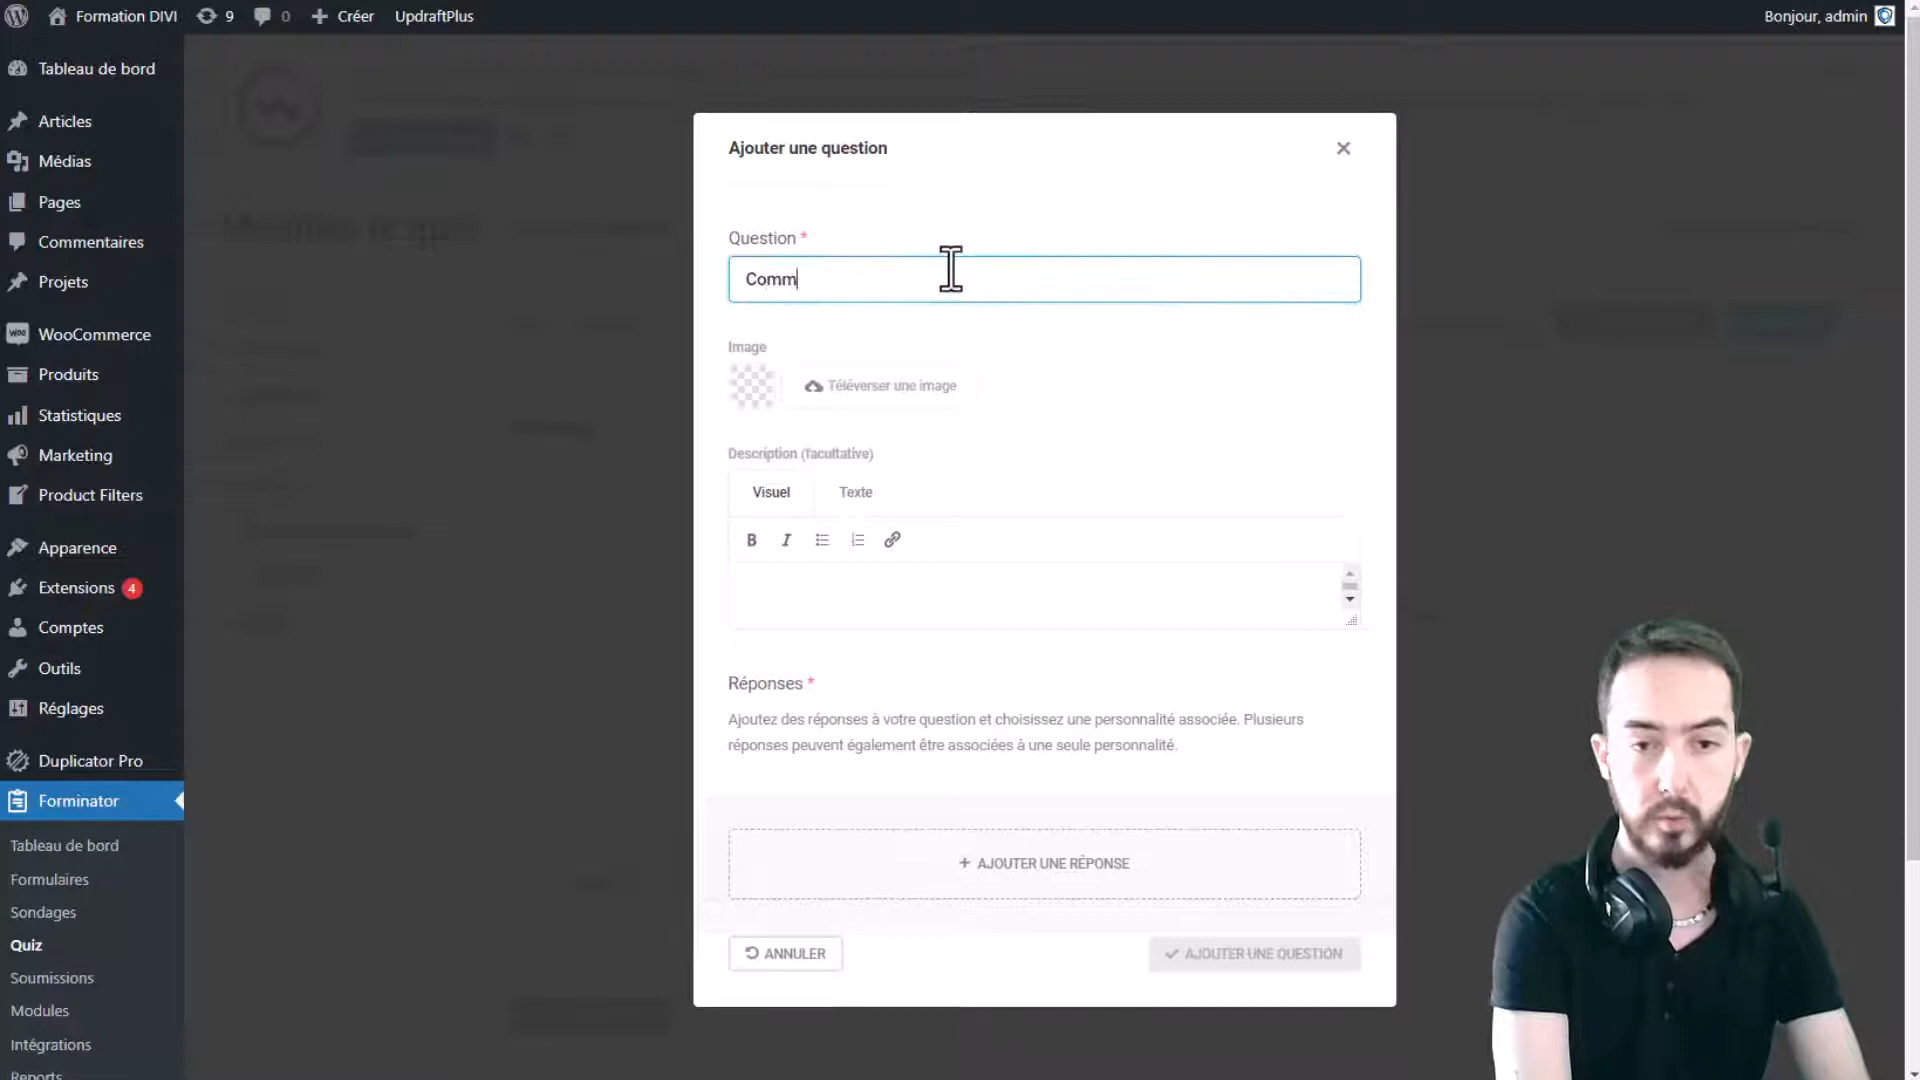 Formation DIVI
9
0
Créer
UpdraftPlus
Bonjour, admin
Tableau de bord
Articles
Médias
Pages
Commentaires
Projets
WooCommerce
Produits
Statistiques
Marketing
Product Filters
Apparence
Extensions 4
Comptes
Outils
Réglages
Duplicator Pro
Forminator
Tableau de bord
Formulaires
Sondages
Quiz
Soumissions
Modules
Intégrations
Reports
Ajouter une question
Question *
Comm
Image
Téléverser une image
Description (facultative)
Visuel
Texte
B I
Réponses *
Ajoutez des réponses à votre question et choisissez une personnalité associée. Plusieurs
réponses peuvent également être associées à une seule personnalité.
+ AJOUTER UNE RÉPONSE
ANNULER
AJOUTER UNE QUESTION